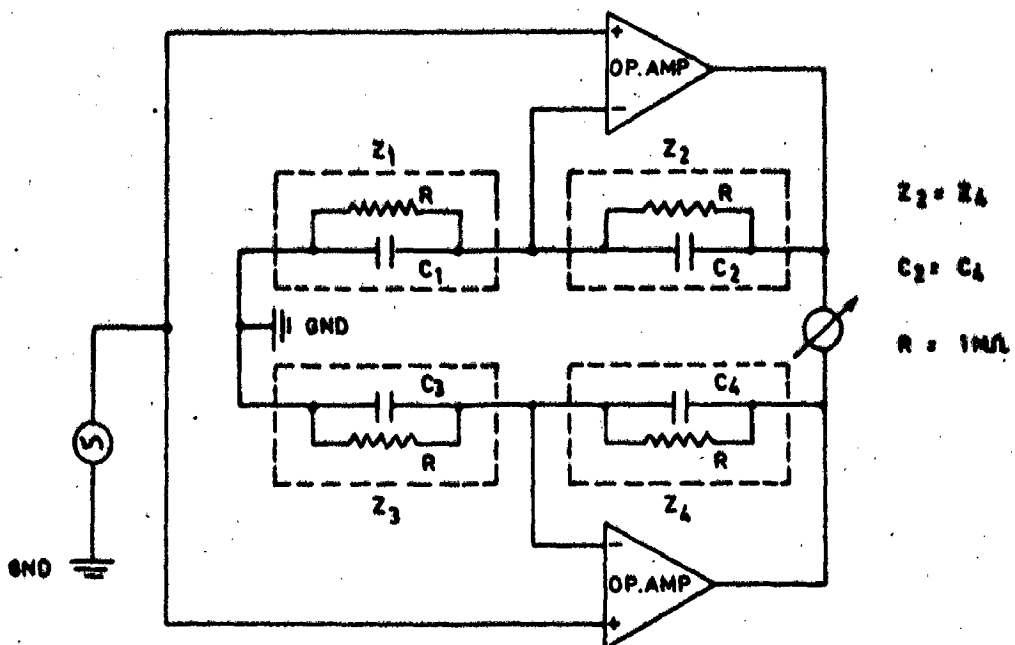 +
OP.AMP
−
Z1
R
C1
Z2
R
C2
Z2 = Z4
C2 = C4
R = 1MΩ
GND
C3
R
Z3
C4
R
Z4
GND
−
OP.AMP
+